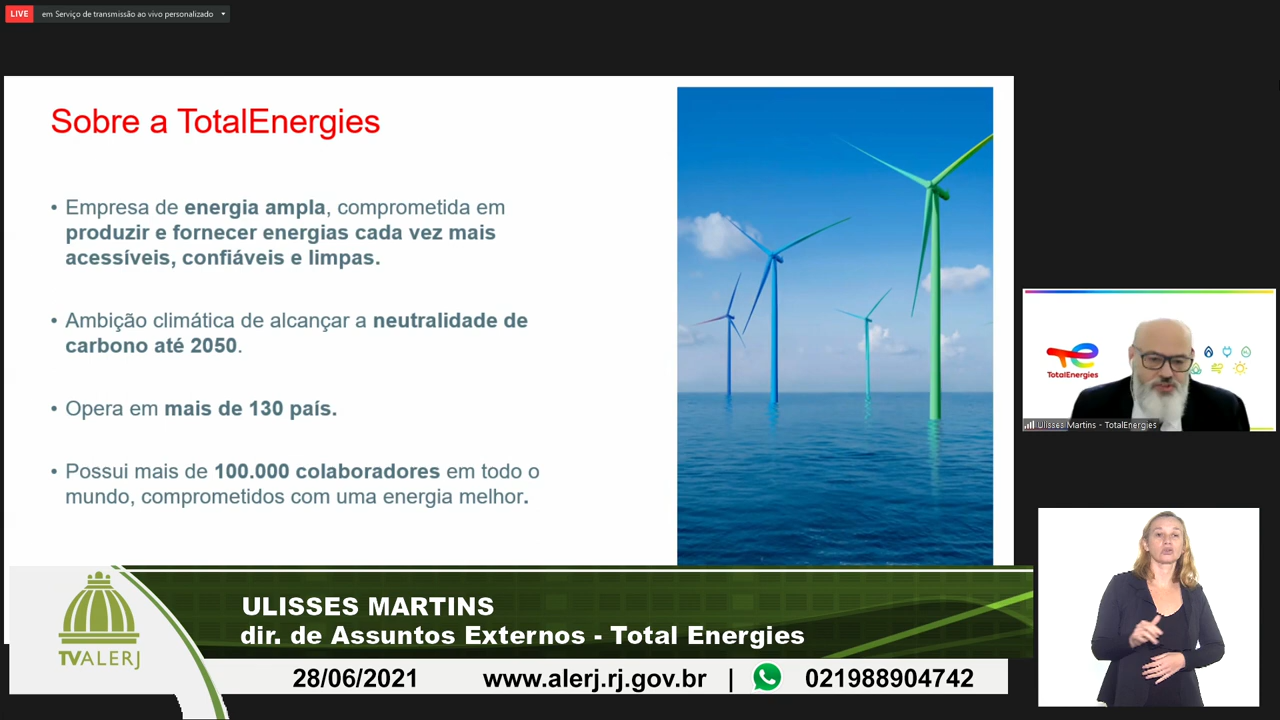 LIVE em Serviço de transmissão ao vivo personalizado
Sobre a TotalEnergies
• Empresa de energia ampla, comprometida em
produzir e fornecer energias cada vez mais
acessíveis, confiáveis e limpas.
• Ambição climática de alcançar a neutralidade de
carbono até 2050.
• Opera em mais de 130 país.
• Possui mais de 100.000 colaboradores em todo o
mundo, comprometidos com uma energia melhor.
TotalEnergies
Ulisses Martins - TotalEnergies
ULISSES MARTINS
dir. de Assuntos Externos - Total Energies
TVALERJ
28/06/2021 www.alerj.rj.gov.br | 021988904742